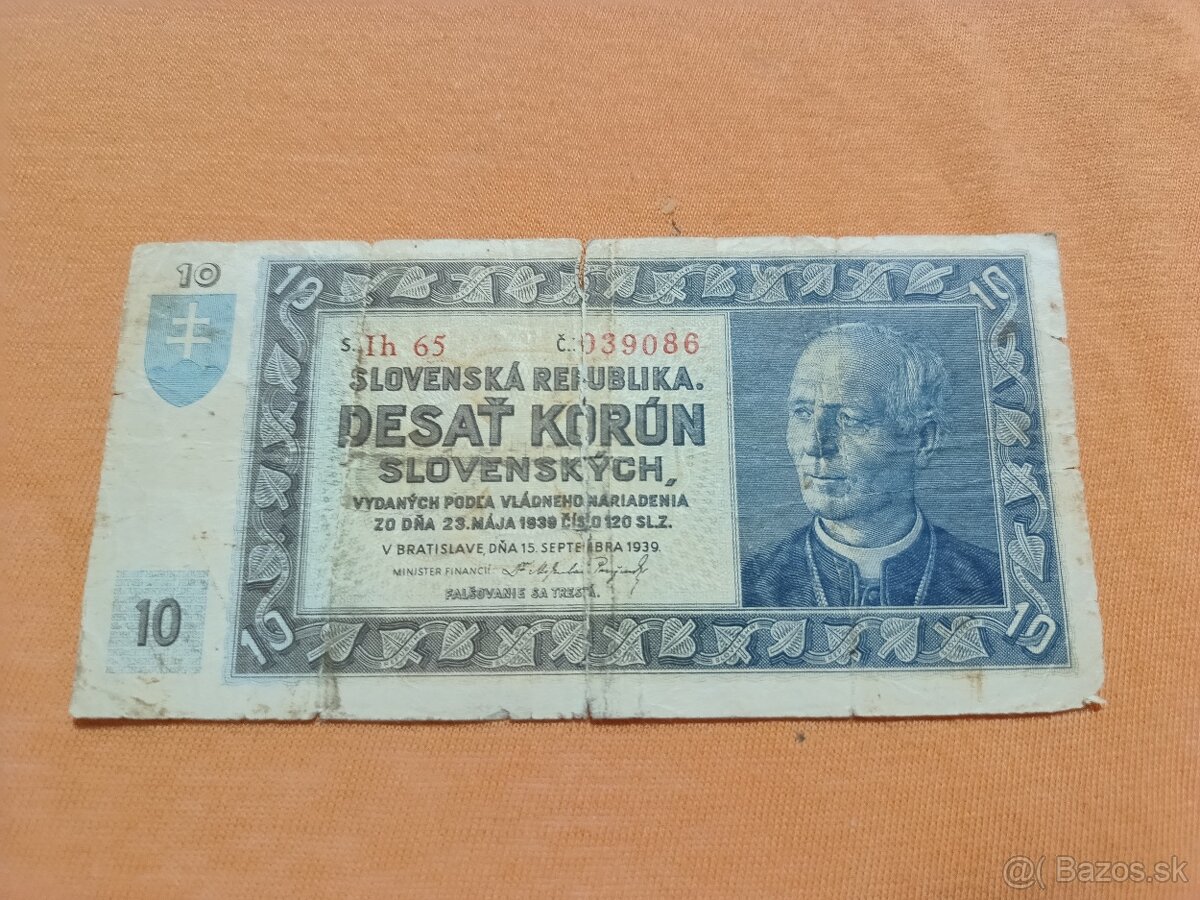 10
10
10
S. Ih 65 Č.: 039086
SLOVENSKÁ REPUBLIKA.
DESAŤ KORÚN
SLOVENSKÝCH,
VYDANÝCH PODĽA VLÁDNEHO NARIADENIA
ZO DŇA 23. MÁJA 1939 ČÍSLO 120 SL.Z.
V BRATISLAVE, DŇA 15. SEPTEMBRA 1939.
MINISTER FINANCIÍ
FALŠOVANIE SA TRESTÁ.
10
10
10
@( Bazos.sk